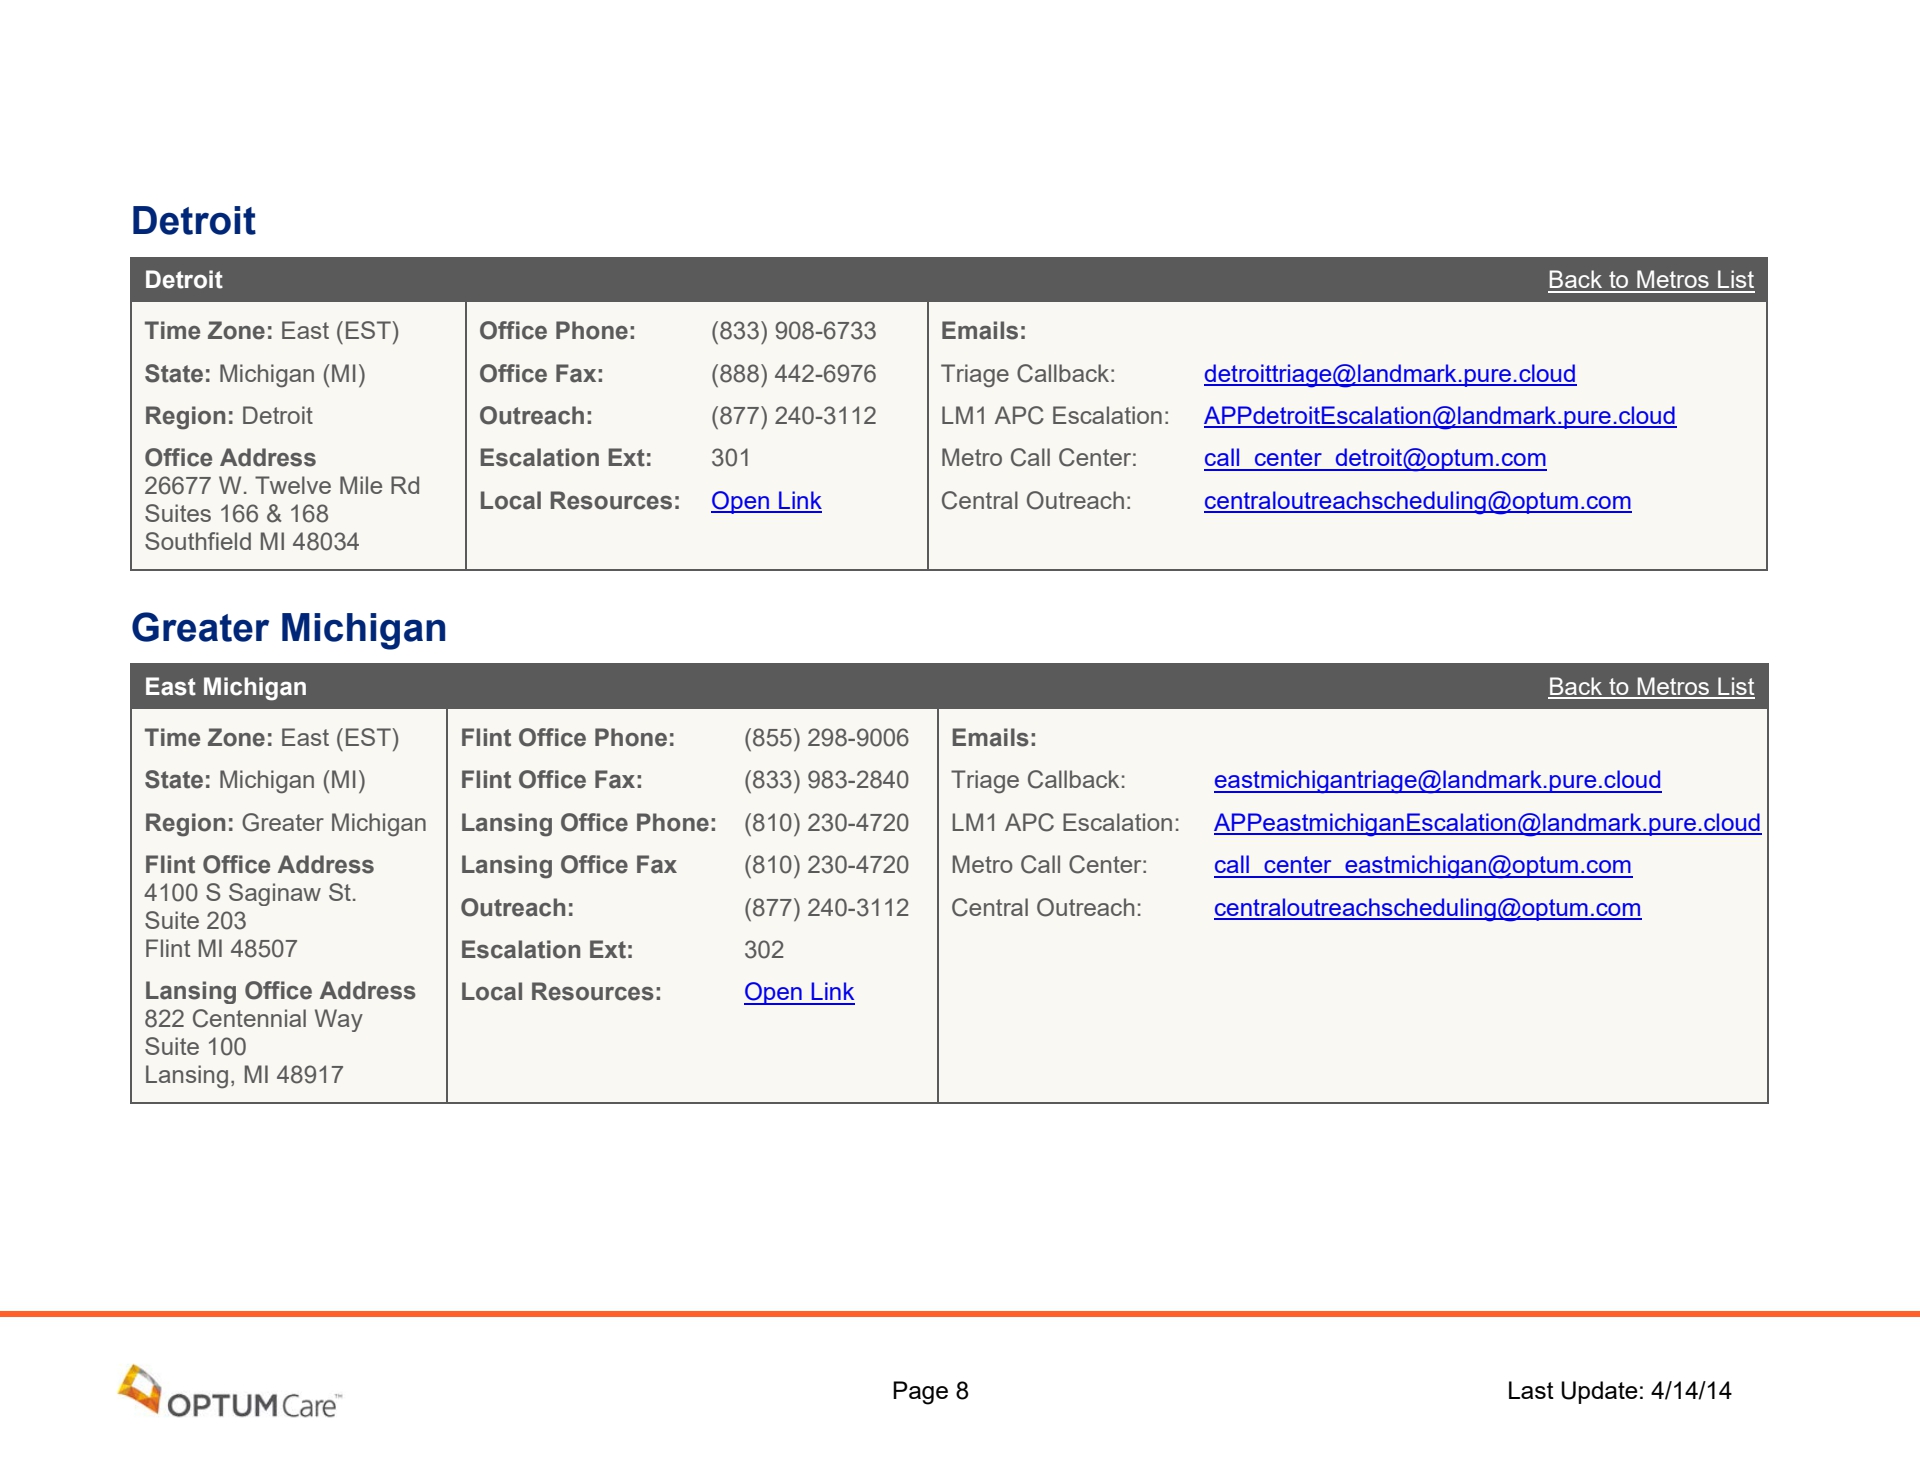 Detroit
Detroit Back to Metros List
Time Zone: East (EST)
State: Michigan (MI)
Region: Detroit
Office Address
26677 W. Twelve Mile Rd
Suites 166 & 168
Southfield MI 48034
Office Phone: (833) 908-6733
Office Fax: (888) 442-6976
Outreach: (877) 240-3112
Escalation Ext: 301
Local Resources: Open Link
Emails:
Triage Callback: detroittriage@landmark.pure.cloud
LM1 APC Escalation: APPdetroitEscalation@landmark.pure.cloud
Metro Call Center: call_center_detroit@optum.com
Central Outreach: centraloutreachscheduling@optum.com
Greater Michigan
East Michigan Back to Metros List
Time Zone: East (EST)
State: Michigan (MI)
Region: Greater Michigan
Flint Office Address
4100 S Saginaw St.
Suite 203
Flint MI 48507
Lansing Office Address
822 Centennial Way
Suite 100
Lansing, MI 48917
Flint Office Phone: (855) 298-9006
Flint Office Fax: (833) 983-2840
Lansing Office Phone: (810) 230-4720
Lansing Office Fax (810) 230-4720
Outreach: (877) 240-3112
Escalation Ext: 302
Local Resources: Open Link
Emails:
Triage Callback: eastmichigantriage@landmark.pure.cloud
LM1 APC Escalation: APPeastmichiganEscalation@landmark.pure.cloud
Metro Call Center: call_center_eastmichigan@optum.com
Central Outreach: centraloutreachscheduling@optum.com
OPTUM Care™ Page 8 Last Update: 4/14/14